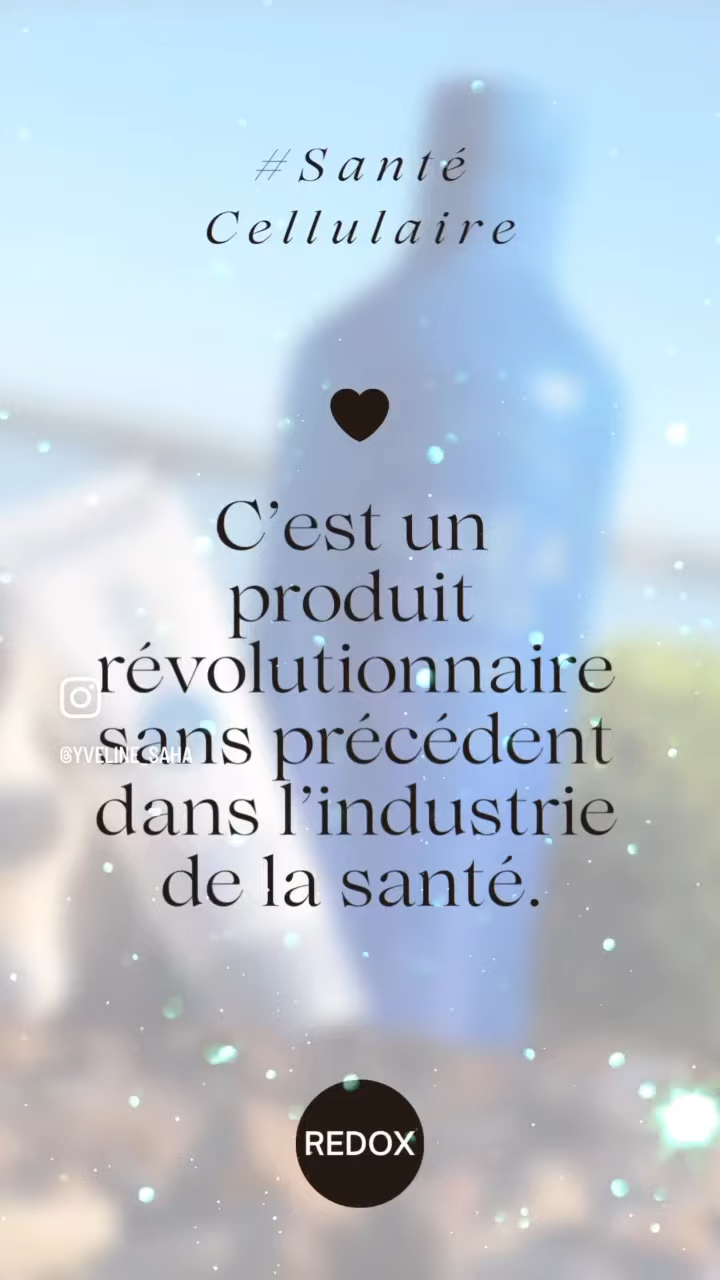 #Santé
Cellulaire
C'est un
produit
révolutionnaire
sans précédent
dans l'industrie
de la santé.
@YVELINE_SAHA
REDOX